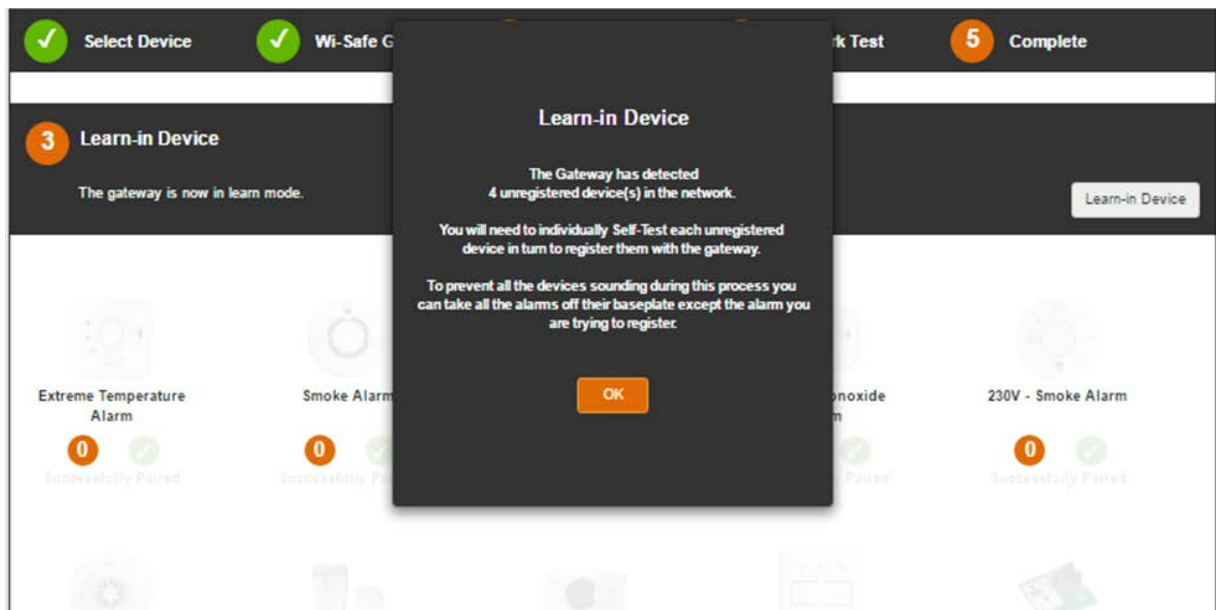 ✓ Select Device
✓ Wi-Safe G
rk Test
5 Complete
3 Learn-in Device
The gateway is now in learn mode.
Learn-in Device
Learn-in Device
The Gateway has detected
4 unregistered device(s) in the network.
You will need to individually Self-Test each unregistered
device in turn to register them with the gateway.
To prevent all the devices sounding during this process you
can take all the alarms off their baseplate except the alarm you
are trying to register.
OK
Extreme Temperature
Alarm
0
Successfully Paired
Smoke Alarm
0
Successfully Pa
onoxide
m
Paired
230V - Smoke Alarm
0
Successfully Paired